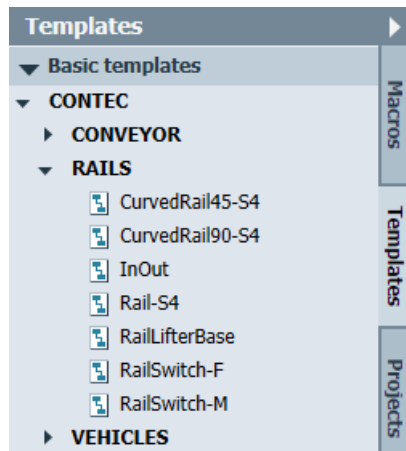 Templates
Basic templates
CONTEC
CONVEYOR
RAILS
CurvedRail45-S4
CurvedRail90-S4
InOut
Rail-S4
RailLifterBase
RailSwitch-F
RailSwitch-M
VEHICLES
Macros
Templates
Projects